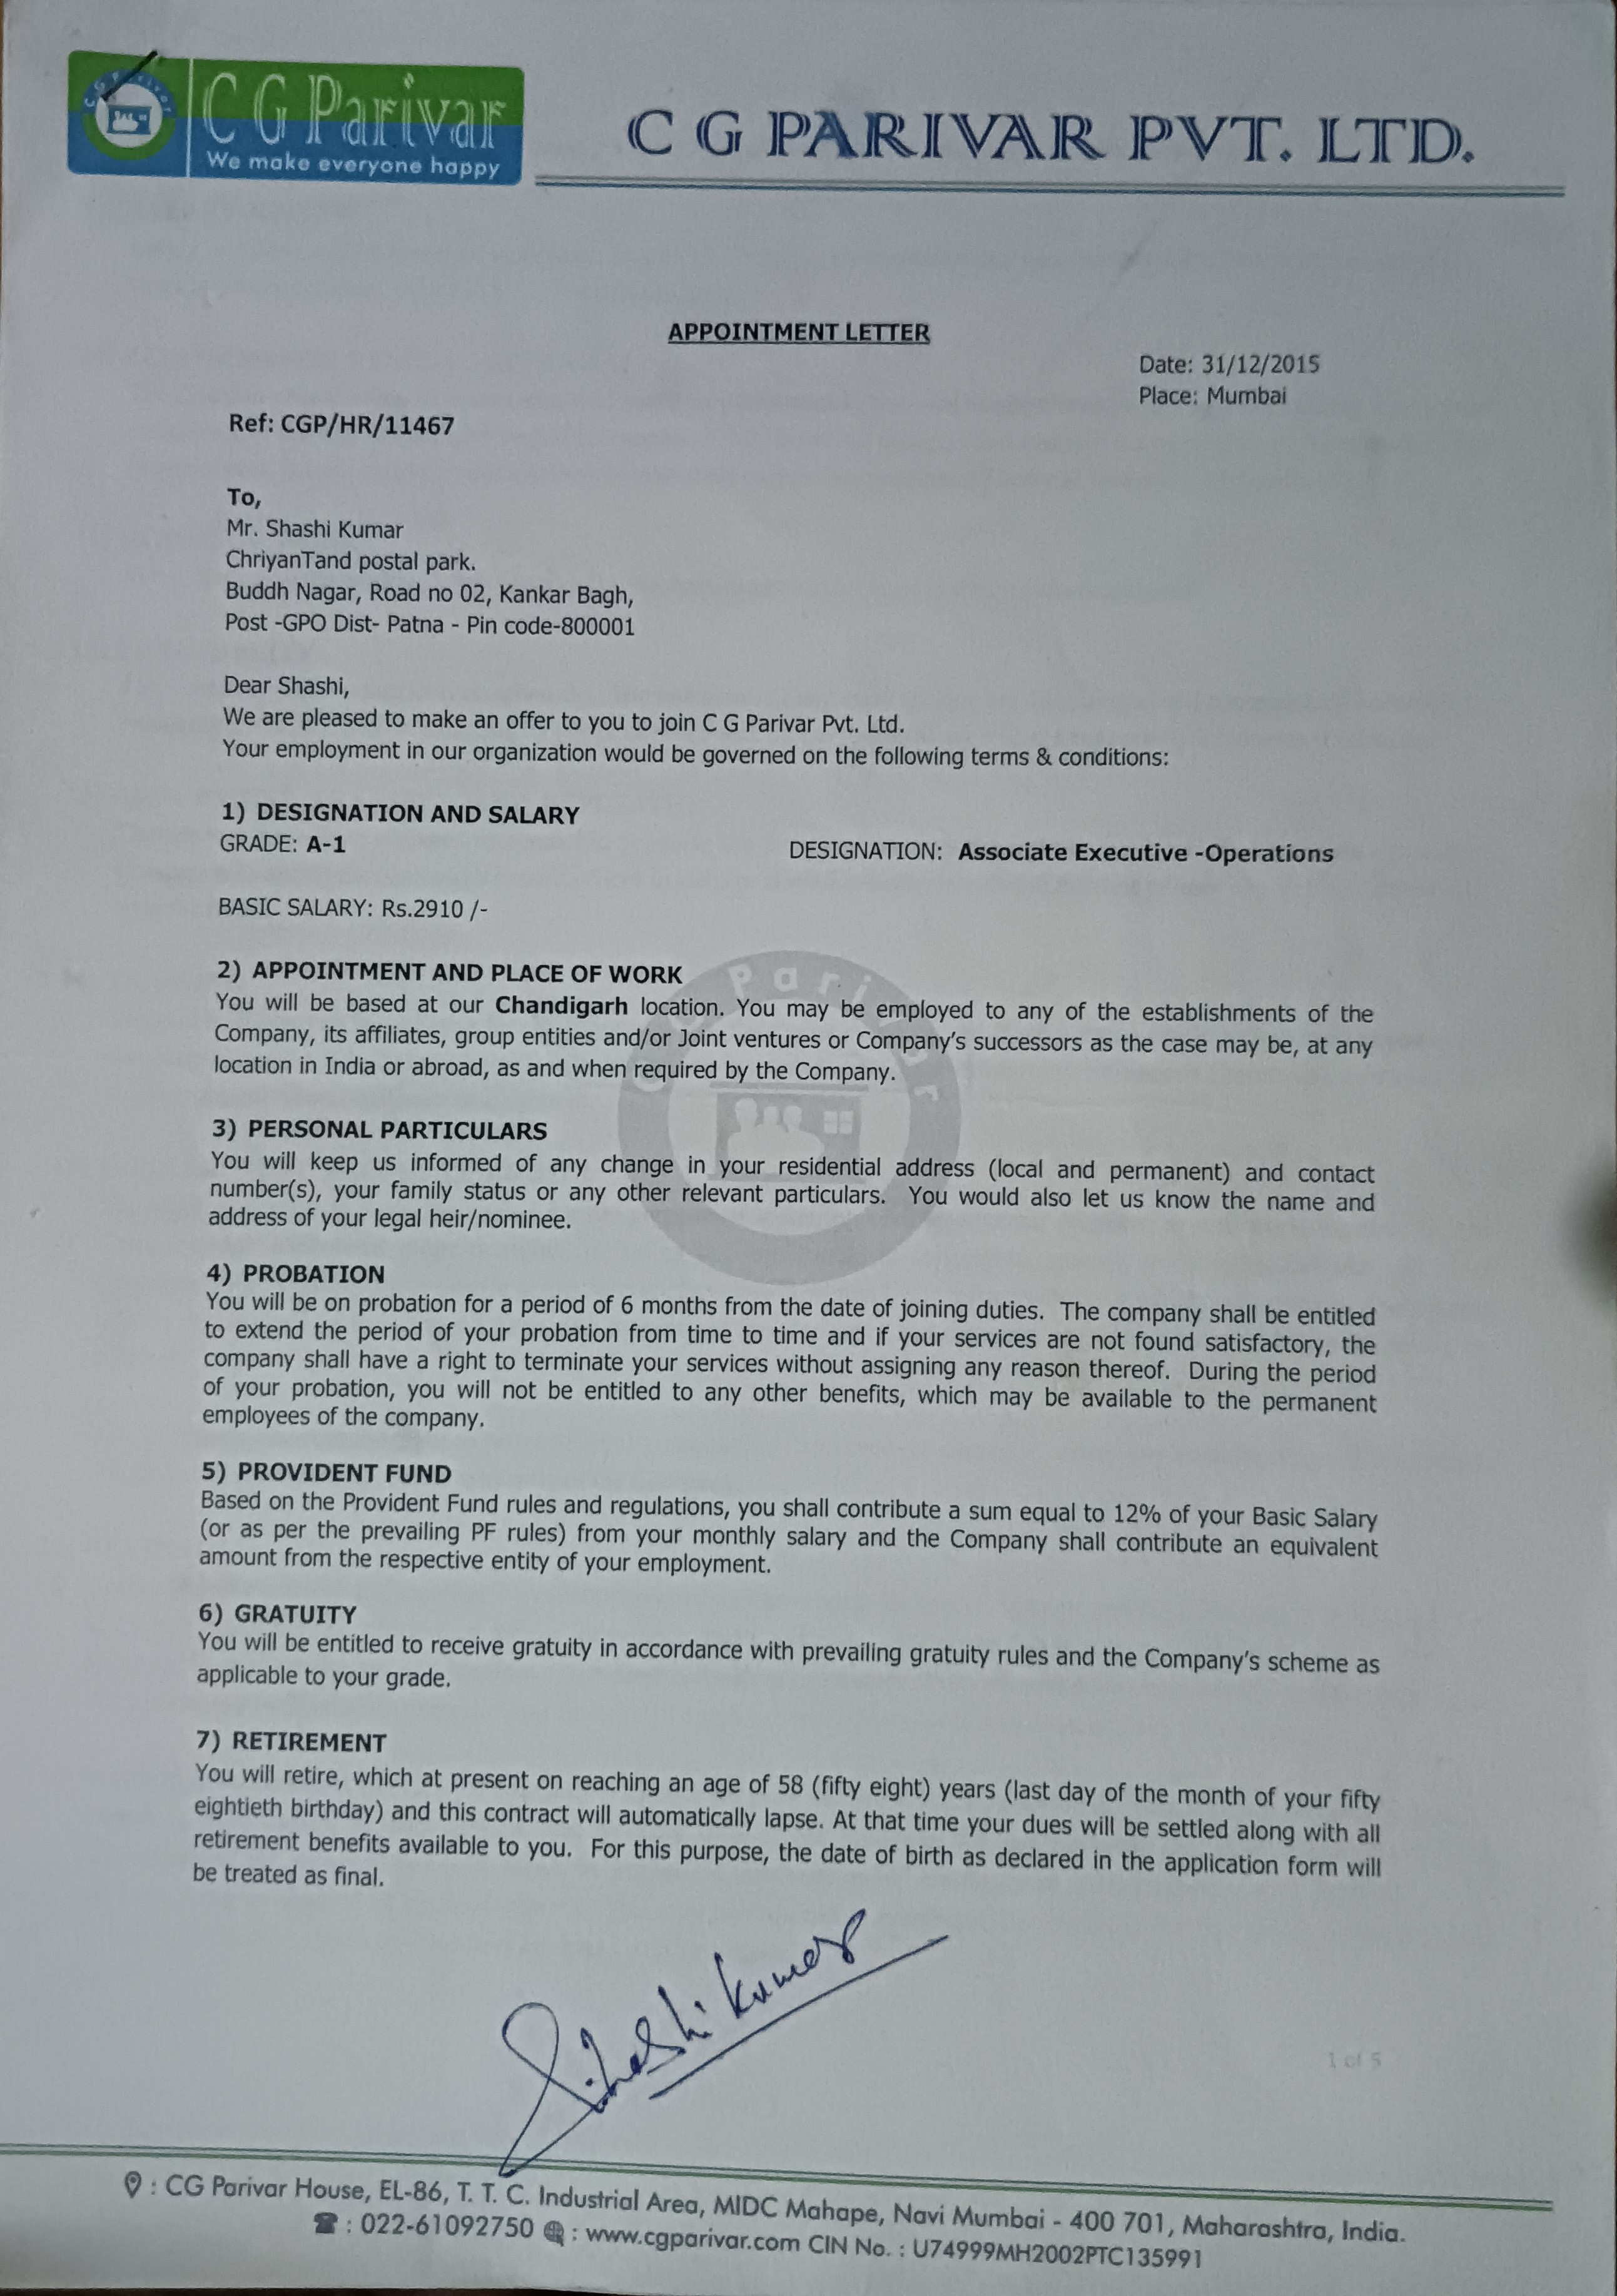 CG Parivar
C G Parivar
We make everyone happy
C G PARIVAR PVT. LTD.
APPOINTMENT LETTER
Date: 31/12/2015
Place: Mumbai
Ref: CGP/HR/11467
To,
Mr. Shashi Kumar
ChriyanTand postal park.
Buddh Nagar, Road no 02, Kankar Bagh,
Post -GPO Dist- Patna - Pin code-800001
Dear Shashi,
We are pleased to make an offer to you to join C G Parivar Pvt. Ltd.
Your employment in our organization would be governed on the following terms & conditions:
1) DESIGNATION AND SALARY
GRADE: A-1 DESIGNATION: Associate Executive -Operations
BASIC SALARY: Rs.2910 /-
2) APPOINTMENT AND PLACE OF WORK
You will be based at our Chandigarh location. You may be employed to any of the establishments of the
Company, its affiliates, group entities and/or Joint ventures or Company's successors as the case may be, at any
location in India or abroad, as and when required by the Company.
3) PERSONAL PARTICULARS
You will keep us informed of any change in your residential address (local and permanent) and contact
number(s), your family status or any other relevant particulars. You would also let us know the name and
address of your legal heir/nominee.
4) PROBATION
You will be on probation for a period of 6 months from the date of joining duties. The company shall be entitled
to extend the period of your probation from time to time and if your services are not found satisfactory, the
company shall have a right to terminate your services without assigning any reason thereof. During the period
of your probation, you will not be entitled to any other benefits, which may be available to the permanent
employees of the company.
5) PROVIDENT FUND
Based on the Provident Fund rules and regulations, you shall contribute a sum equal to 12% of your Basic Salary
(or as per the prevailing PF rules) from your monthly salary and the Company shall contribute an equivalent
amount from the respective entity of your employment.
6) GRATUITY
You will be entitled to receive gratuity in accordance with prevailing gratuity rules and the Company's scheme as
applicable to your grade.
7) RETIREMENT
You will retire, which at present on reaching an age of 58 (fifty eight) years (last day of the month of your fifty
eightieth birthday) and this contract will automatically lapse. At that time your dues will be settled along with all
retirement benefits available to you. For this purpose, the date of birth as declared in the application form will
be treated as final.
Shashi Kumar
1 of 5
: CG Parivar House, EL-86, T. T. C. Industrial Area, MIDC Mahape, Navi Mumbai - 400 701, Maharashtra, India.
: 022-61092750 : www.cgparivar.com CIN No. : U74999MH2002PTC135991